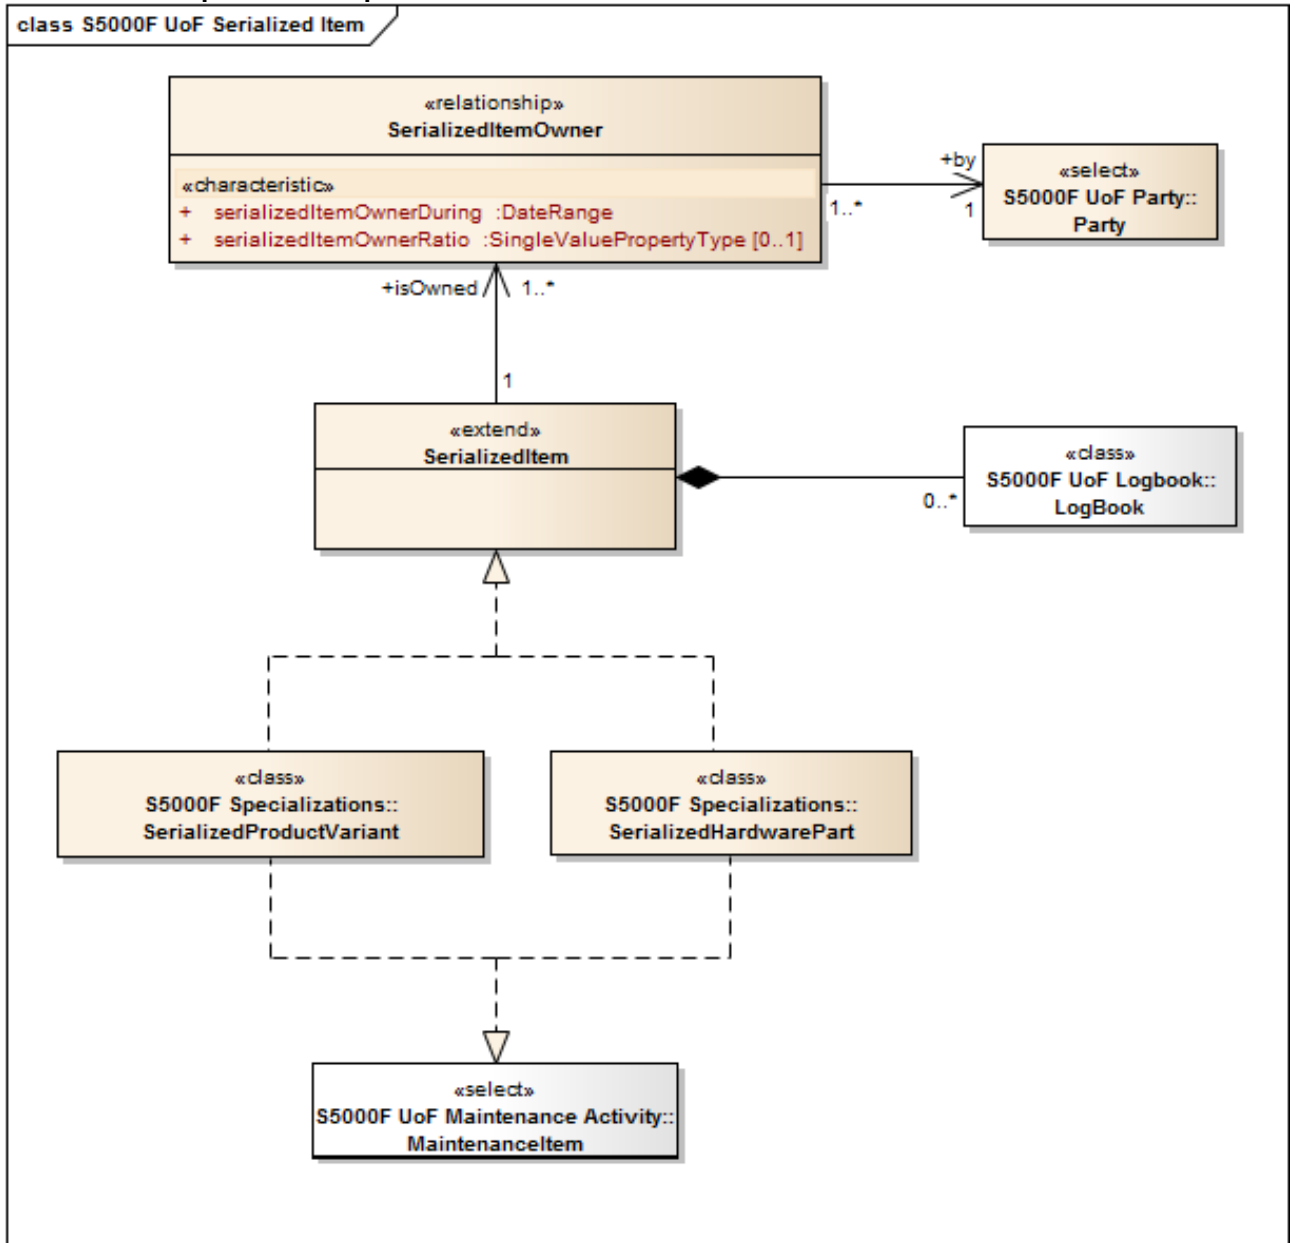 class S5000F UoF Serialized Item
«relationship»
SerializedItemOwner
«characteristic»
+ serializedItemOwnerDuring :DateRange
+ serializedItemOwnerRatio :SingleValuePropertyType [0..1]
+by
1..*
1
«select»
S5000F UoF Party::
Party
+isOwned
1..*
1
«extend»
SerializedItem
0..*
«class»
S5000F UoF Logbook::
LogBook
«class»
S5000F Specializations::
SerializedProductVariant
«class»
S5000F Specializations::
SerializedHardwarePart
«select»
S5000F UoF Maintenance Activity::
MaintenanceItem